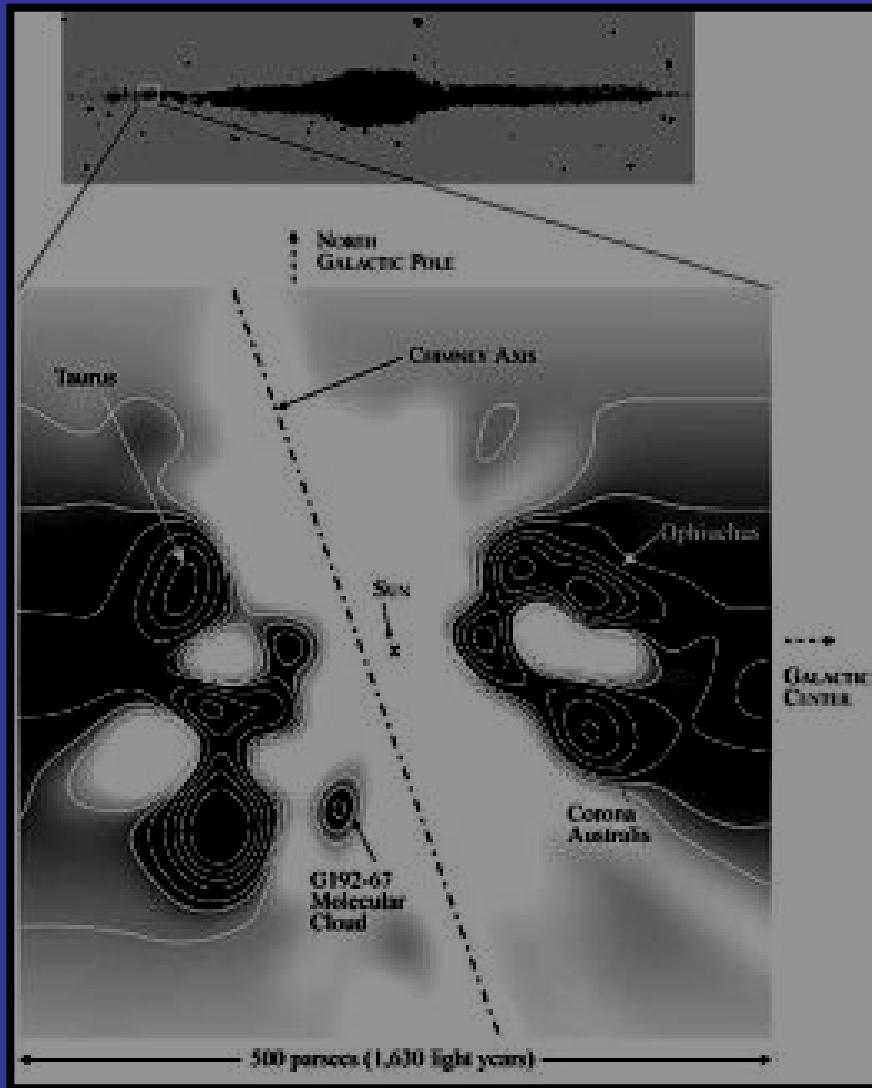 NORTH
GALACTIC POLE
CHIMNEY AXIS
TAURUS
Ophiuchus
SUN
GALACTIC
CENTER
Corona
Australis
G192-67
Molecular
Cloud
500 parsecs (1,630 light years)